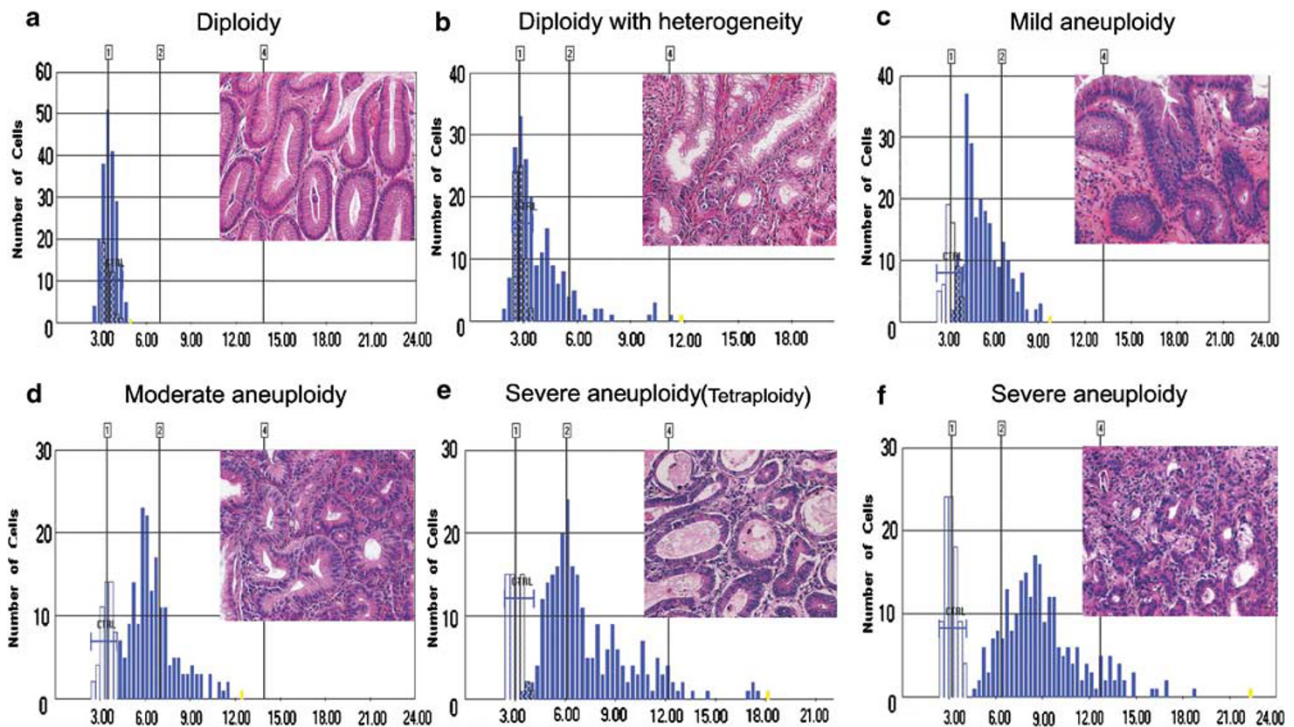 a Diploidy
1 2 4
Number of Cells
60
50
40
30
20
10
0
CTRL
3.00 6.00 9.00 12.00 15.00 18.00 21.00 24.00
b Diploidy with heterogeneity
1 2 4
Number of Cells
40
30
20
10
0
3.00 6.00 9.00 12.00 15.00 18.00
c Mild aneuploidy
1 2 4
Number of Cells
40
30
20
10
0
3.00 6.00 9.00 12.00 15.00 18.00 21.00 24.00
d Moderate aneuploidy
1 2 4
Number of Cells
30
20
10
0
CTRL
3.00 6.00 9.00 12.00 15.00 18.00 21.00 24.00
e Severe aneuploidy(Tetraploidy)
1 2 4
Number of Cells
30
20
10
0
CTRL
3.00 6.00 9.00 12.00 15.00 18.00 21.00 24.00
f Severe aneuploidy
1 2 4
Number of Cells
30
20
10
0
CTRL
3.00 6.00 9.00 12.00 15.00 18.00 21.00 24.00